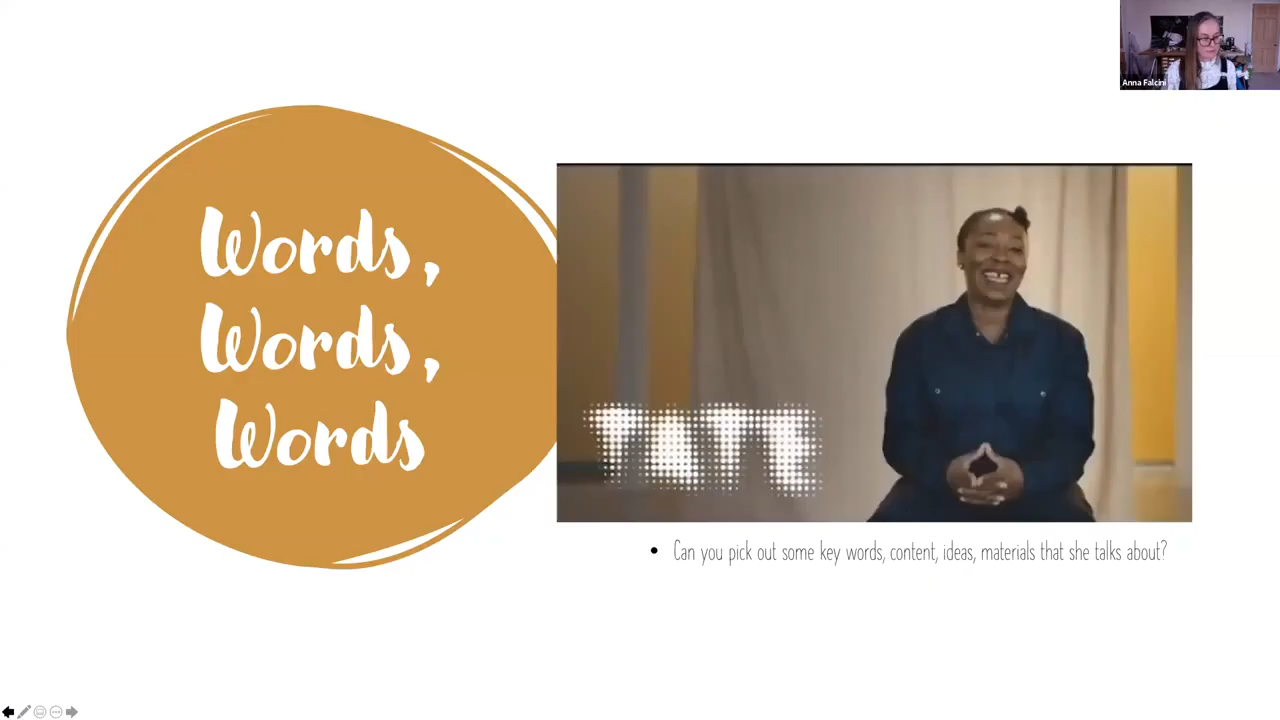 Anna Falcini
Words,
Words,
Words
TATE
• Can you pick out some key words, content, ideas, materials that she talks about?